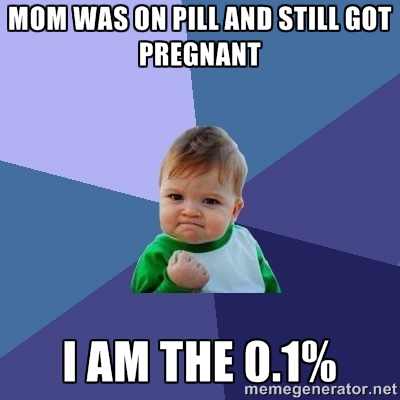 MOM WAS ON PILL AND STILL GOT
PREGNANT
I AM THE 0.1%
memegenerator.net